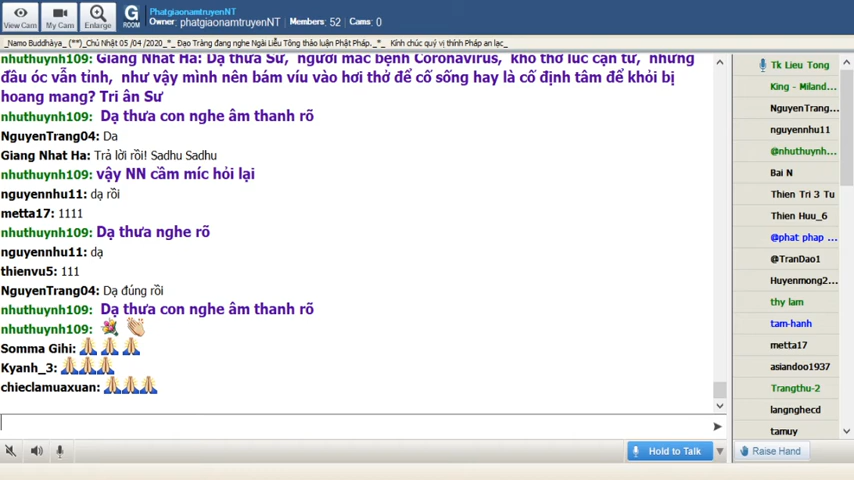 View Cam
My Cam
Enlarge
G
ROOM
PhatgiaonamtruyenNT
Owner: phatgiaonamtruyenNT Members: 52 Cams: 0
_Namo Buddhàya_ (**)_Chủ Nhật 05 /04 /2020_*_ Đạo Tràng đang nghe Ngài Liễu Tông thảo luận Phật Pháp._*_ Kính chúc quý vị thính Pháp an lạc_
nhuthuynh109: Giang Nhat Ha: Dạ thưa Sư, người mắc bệnh Coronavirus, khó thở lúc cận tử, nhưng
đầu óc vẫn tỉnh, như vậy mình nên bám víu vào hơi thở để cố sống hay là cố định tâm để khỏi bị
hoang mang? Tri ân Sư
nhuthuynh109: Dạ thưa con nghe âm thanh rõ
NguyenTrang04: Da
Giang Nhat Ha: Trả lời rồi! Sadhu Sadhu
nhuthuynh109: vậy NN cầm míc hỏi lại
nguyennhu11: dạ rồi
metta17: 1111
nhuthuynh109: Dạ thưa nghe rõ
nguyennhu11: dạ
thienvu5: 111
NguyenTrang04: Dạ đúng rồi
nhuthuynh109: Dạ thưa con nghe âm thanh rõ
nhuthuynh109:
Somma Gihi:
Kyanh_3:
chieclamuaxuan:
Tk Lieu Tong
King - Miland...
NguyenTrang...
nguyennhu11
@nhuthuynh...
Bai N
Thien Tri 3 Tu
Thien Huu_6
@phat phap ...
@TranDao1
Huyenmong2...
thy lam
tam-hanh
metta17
asiandoo1937
Trangthu-2
langnghecd
tamuy
Hold to Talk
Raise Hand